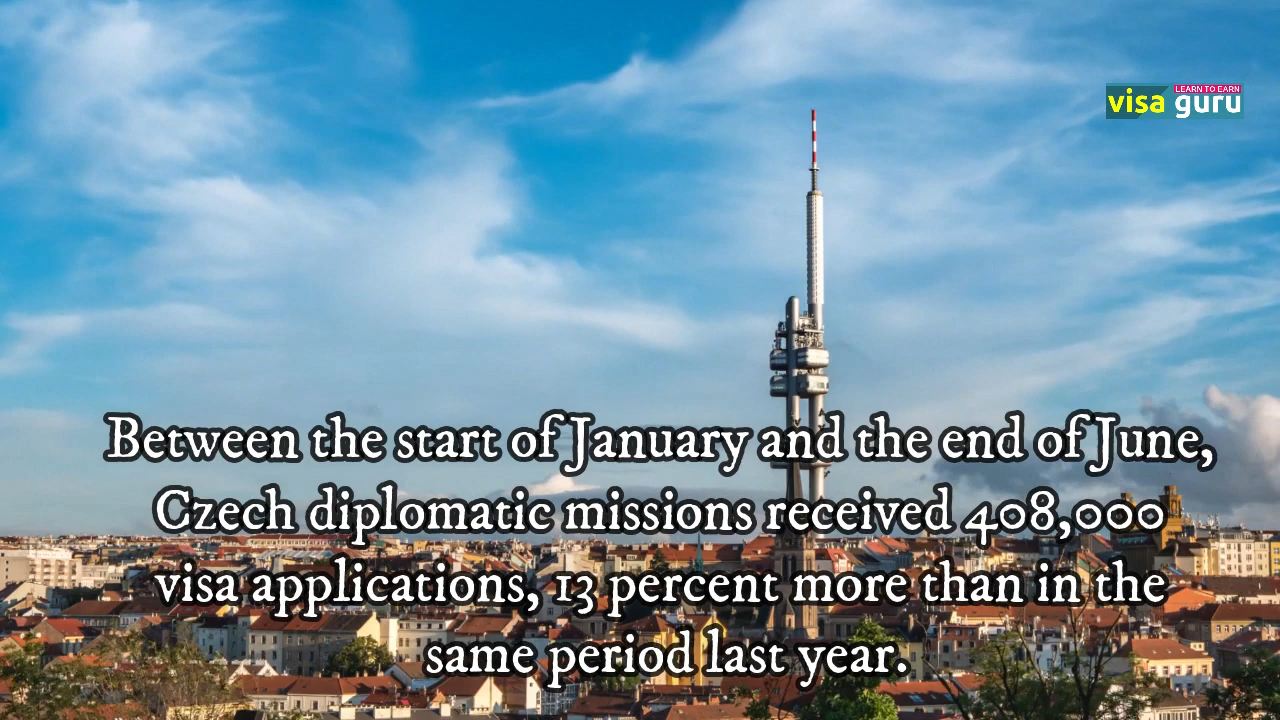 LEARN TO EARN
visa guru
Between the start of January and the end of June,
Czech diplomatic missions received 408,000
visa applications, 13 percent more than in the
same period last year.